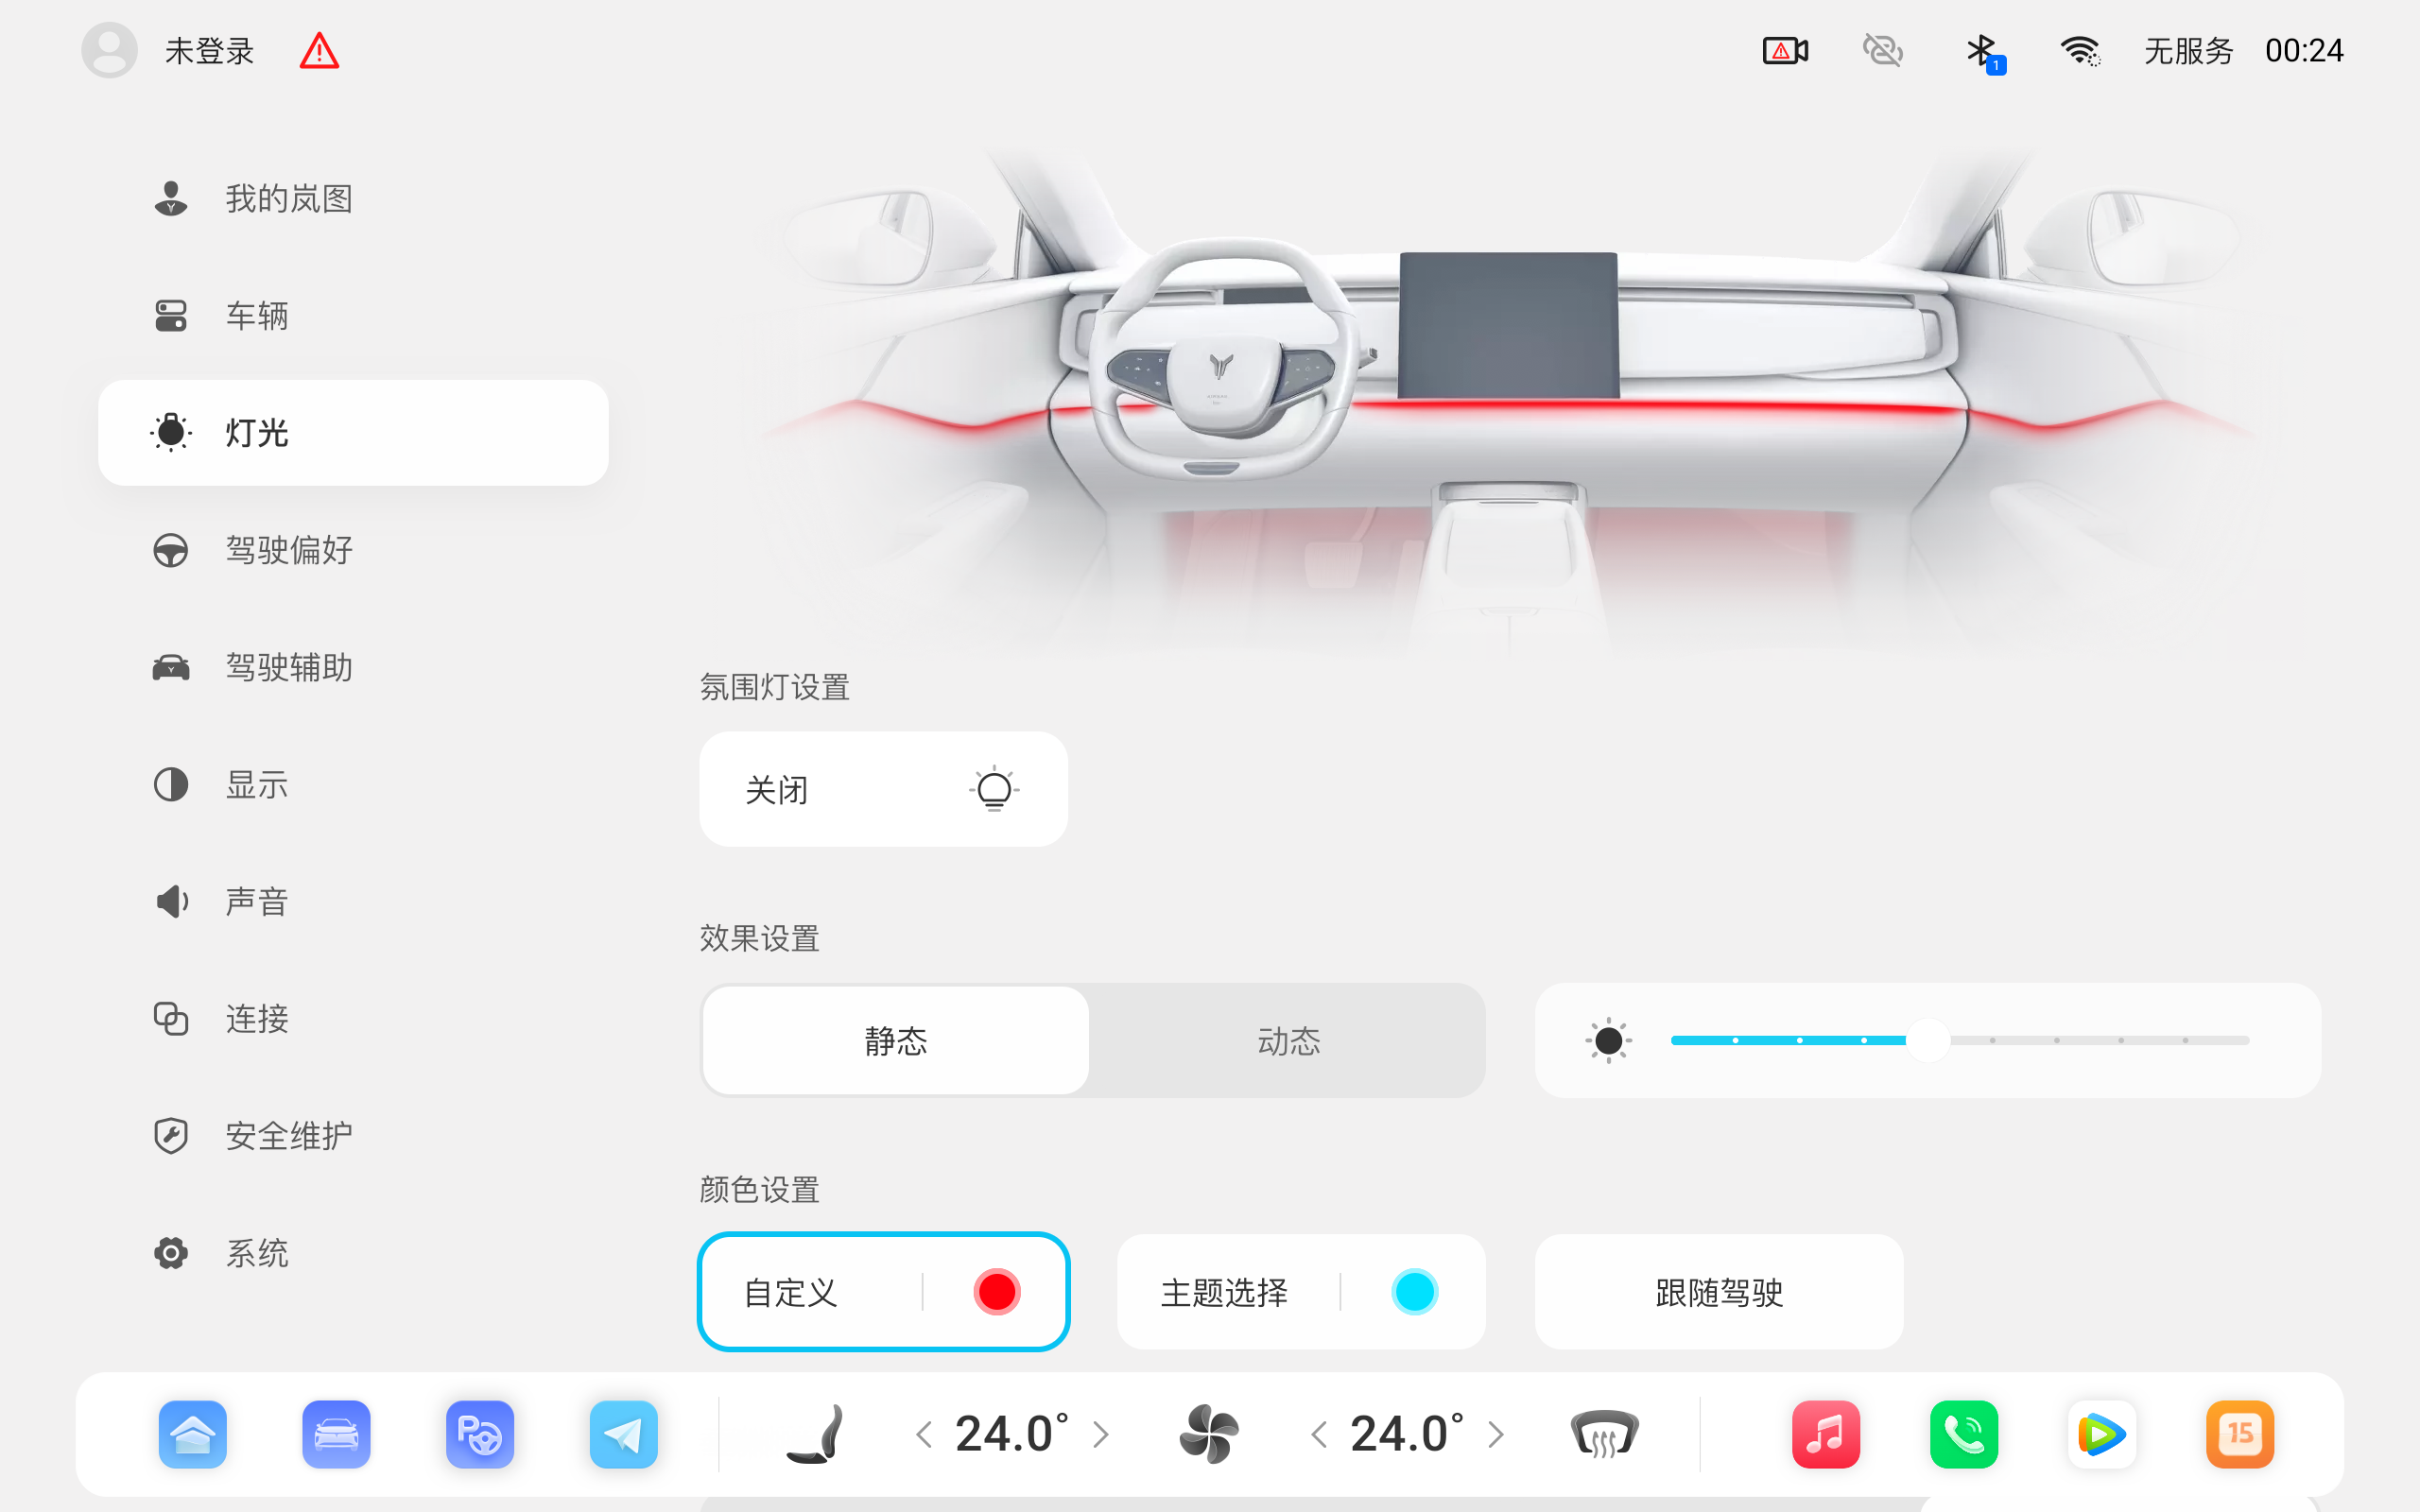 未登录
1
无服务
00:24
我的岚图
车辆
灯光
驾驶偏好
驾驶辅助
显示
声音
连接
安全维护
系统
氛围灯设置
关闭
效果设置
静态
动态
颜色设置
自定义
主题选择
跟随驾驶
P
24.0°
24.0°
15